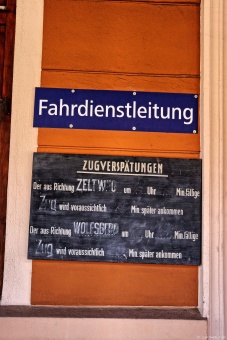 Fahrdienstleitung
ZUGVERSPÄTUNGEN
Der aus Richtung ZELTWEG um Uhr Min.fällige
Zug wird voraussichtlich Min. später ankommen
Der aus Richtung WOLFSBERG um Uhr Min.fällige
Zug wird voraussichtlich Min. später ankommen